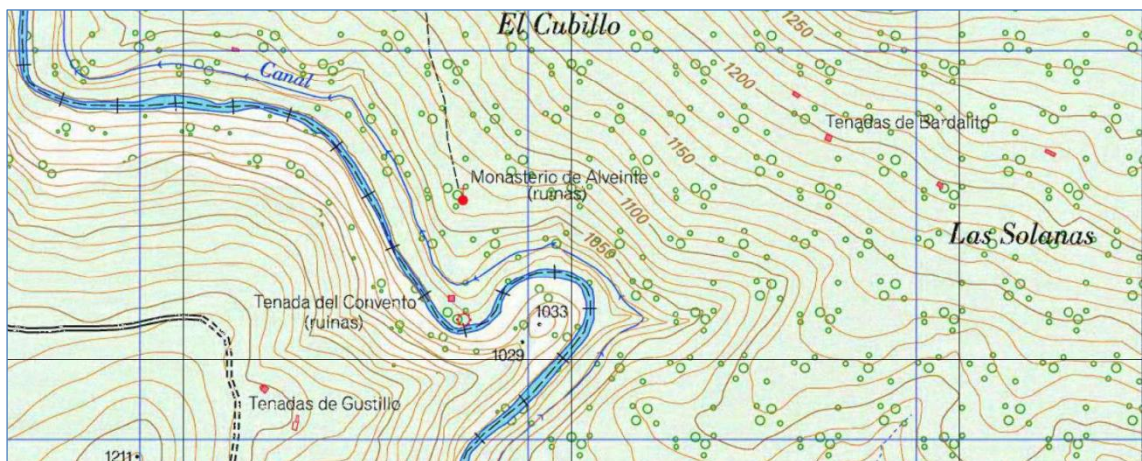 El Cubillo
1250
Canal
1200
Tenadas de Bardalito
1150
Monasterio de Alveinte
(ruinas)
1100
Las Solanas
1050
Tenada del Convento
(ruinas)
1033
1029
Tenadas de Gustillo
1211